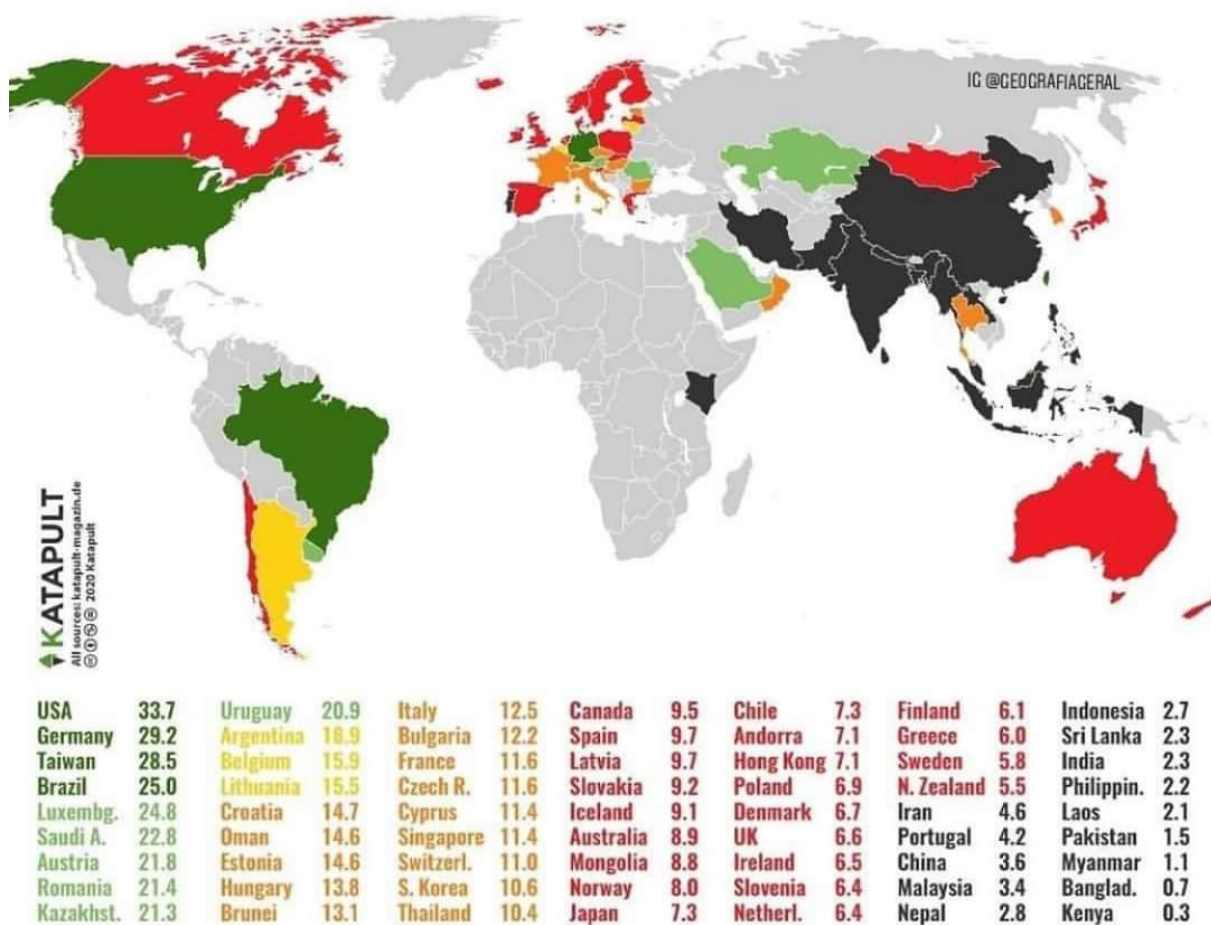 IG @GEOGRAFIAGERAL
KATAPULT
All sources: katapult-magazin.de
2020 Katapult
USA 33.7
Germany 29.2
Taiwan 28.5
Brazil 25.0
Luxembg. 24.8
Saudi A. 22.8
Austria 21.8
Romania 21.4
Kazakhst. 21.3
Uruguay 20.9
Argentina 18.9
Belgium 15.9
Lithuania 15.5
Croatia 14.7
Oman 14.6
Estonia 14.6
Hungary 13.8
Brunei 13.1
Italy 12.5
Bulgaria 12.2
France 11.6
Czech R. 11.6
Cyprus 11.4
Singapore 11.4
Switzerl. 11.0
S. Korea 10.6
Thailand 10.4
Canada 9.5
Spain 9.7
Latvia 9.7
Slovakia 9.2
Iceland 9.1
Australia 8.9
Mongolia 8.8
Norway 8.0
Japan 7.3
Chile 7.3
Andorra 7.1
Hong Kong 7.1
Poland 6.9
Denmark 6.7
UK 6.6
Ireland 6.5
Slovenia 6.4
Netherl. 6.4
Finland 6.1
Greece 6.0
Sweden 5.8
N. Zealand 5.5
Iran 4.6
Portugal 4.2
China 3.6
Malaysia 3.4
Nepal 2.8
Indonesia 2.7
Sri Lanka 2.3
India 2.3
Philippin. 2.2
Laos 2.1
Pakistan 1.5
Myanmar 1.1
Banglad. 0.7
Kenya 0.3